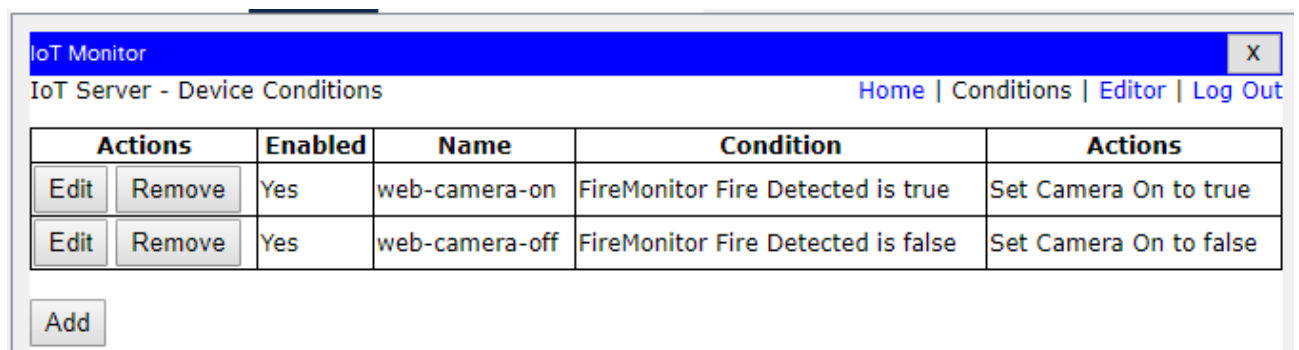 IoT Monitor X
IoT Server - Device Conditions Home | Conditions | Editor | Log Out
Actions Enabled Name Condition Actions
Edit Remove Yes web-camera-on FireMonitor Fire Detected is true Set Camera On to true
Edit Remove Yes web-camera-off FireMonitor Fire Detected is false Set Camera On to false
Add